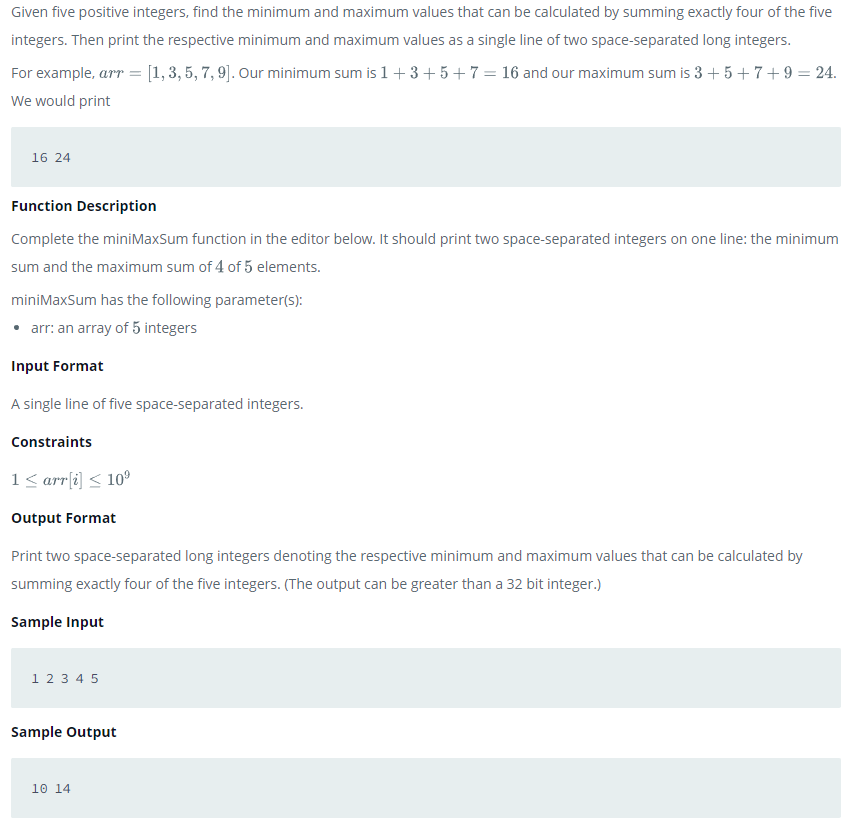 Given five positive integers, find the minimum and maximum values that can be calculated by summing exactly four of the five
integers. Then print the respective minimum and maximum values as a single line of two space-separated long integers.
For example, arr = [1, 3, 5, 7, 9]. Our minimum sum is 1 + 3 + 5 + 7 = 16 and our maximum sum is 3 + 5 + 7 + 9 = 24.
We would print
16 24
Function Description
Complete the miniMaxSum function in the editor below. It should print two space-separated integers on one line: the minimum
sum and the maximum sum of 4 of 5 elements.
miniMaxSum has the following parameter(s):
• arr: an array of 5 integers
Input Format
A single line of five space-separated integers.
Constraints
1 ≤ arr[i] ≤ 10⁹
Output Format
Print two space-separated long integers denoting the respective minimum and maximum values that can be calculated by
summing exactly four of the five integers. (The output can be greater than a 32 bit integer.)
Sample Input
1 2 3 4 5
Sample Output
10 14